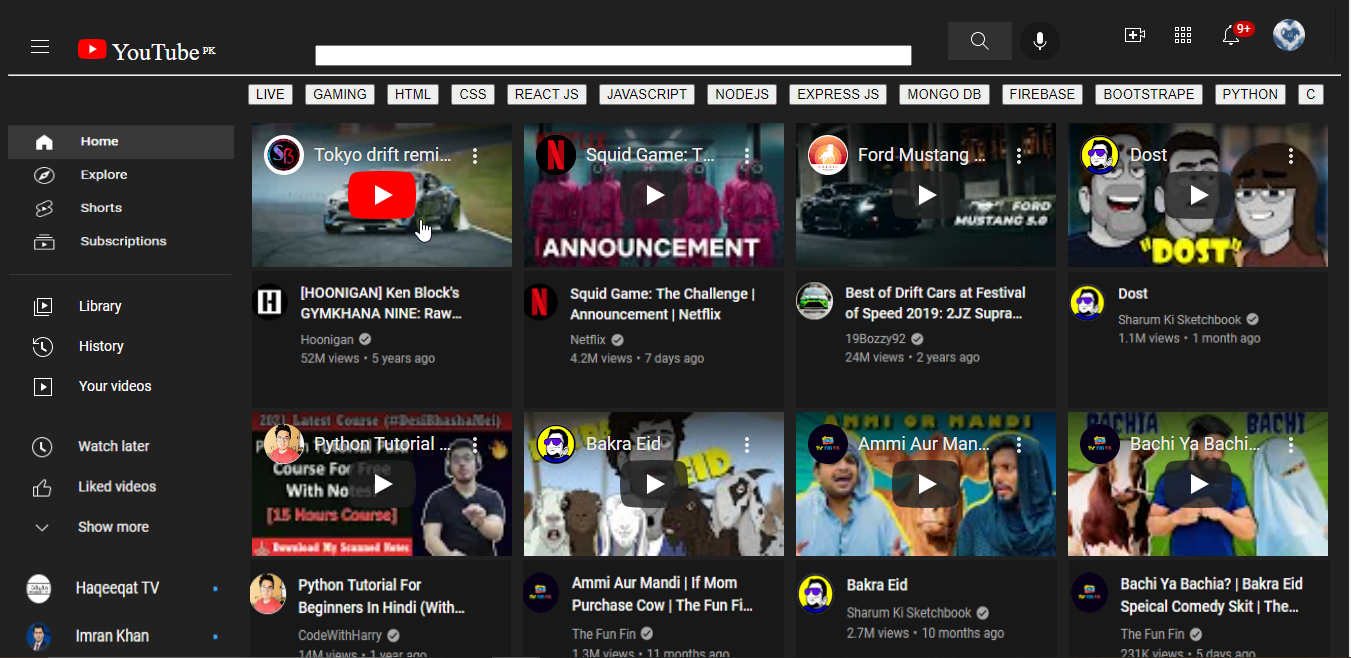 YouTube PK
9+
LIVE GAMING HTML CSS REACT JS JAVASCRIPT NODEJS EXPRESS JS MONGO DB FIREBASE BOOTSTRAPE PYTHON C
Home
Explore
Shorts
Subscriptions
Library
History
Your videos
Watch later
Liked videos
Show more
Haqeeqat TV
Imran Khan
SB
Tokyo drift remi...
NETFLIX
Squid Game: T...
ANNOUNCEMENT
Ford Mustang ...
FORD
MUSTANG 5.0
Dost
"DOST"
[HOONIGAN] Ken Block's
GYMKHANA NINE: Raw...
Hoonigan
52M views • 5 years ago
Squid Game: The Challenge |
Announcement | Netflix
Netflix
4.2M views • 7 days ago
Best of Drift Cars at Festival
of Speed 2019: 2JZ Supra...
19Bozzy92
24M views • 2 years ago
Dost
Sharum Ki Sketchbook
1.1M views • 1 month ago
2021 Latest Course (#DesiBhashaMei)
Python Tutorial ...
Course For Free
With Notes
[15 Hours Course]
Download My Scanned Notes
Bakra Eid
EID
AMMI OR MANDI
Ammi Aur Man...
BACHIA BACHI
Bachi Ya Bachi...
Python Tutorial For
Beginners In Hindi (With...
CodeWithHarry
14M views • 1 year ago
Ammi Aur Mandi | If Mom
Purchase Cow | The Fun Fi...
The Fun Fin
1.3M views • 11 months ago
Bakra Eid
Sharum Ki Sketchbook
2.7M views • 10 months ago
Bachi Ya Bachia? | Bakra Eid
Speical Comedy Skit | The...
The Fun Fin
231K views • 5 days ago